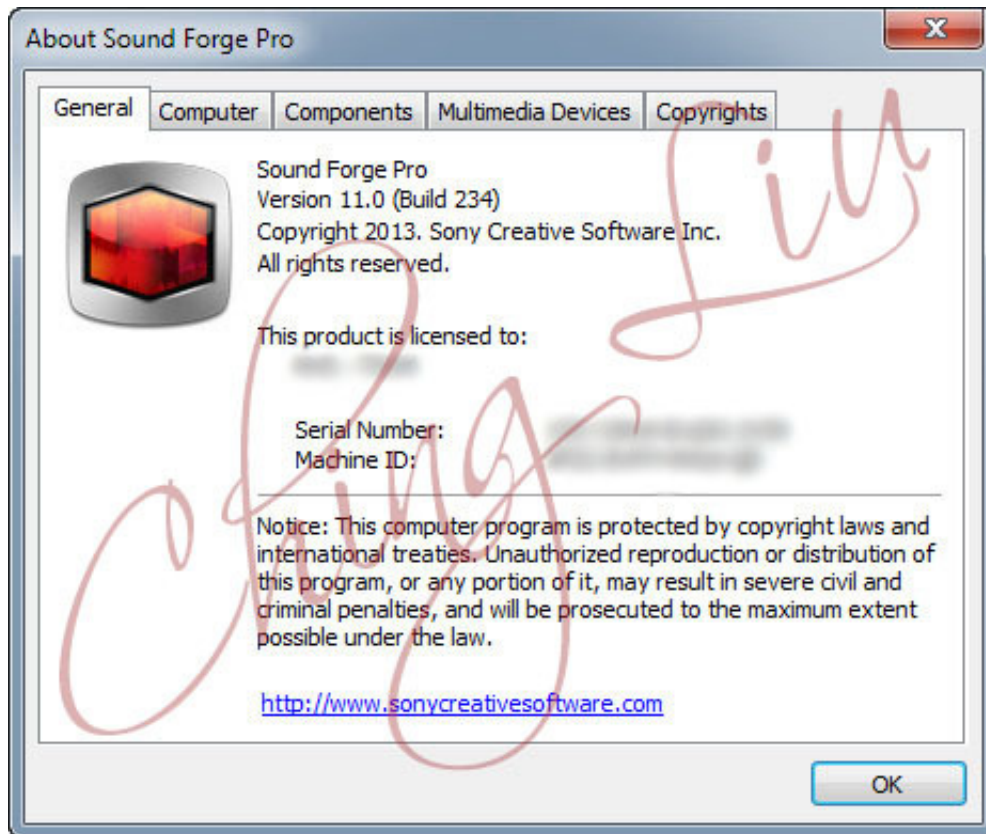 About Sound Forge Pro
General Computer Components Multimedia Devices Copyrights
Sound Forge Pro
Version 11.0 (Build 234)
Copyright 2013. Sony Creative Software Inc.
All rights reserved.
This product is licensed to:
Serial Number:
Machine ID:
Notice: This computer program is protected by copyright laws and
international treaties. Unauthorized reproduction or distribution of
this program, or any portion of it, may result in severe civil and
criminal penalties, and will be prosecuted to the maximum extent
possible under the law.
http://www.sonycreativesoftware.com
OK
Ching Liu